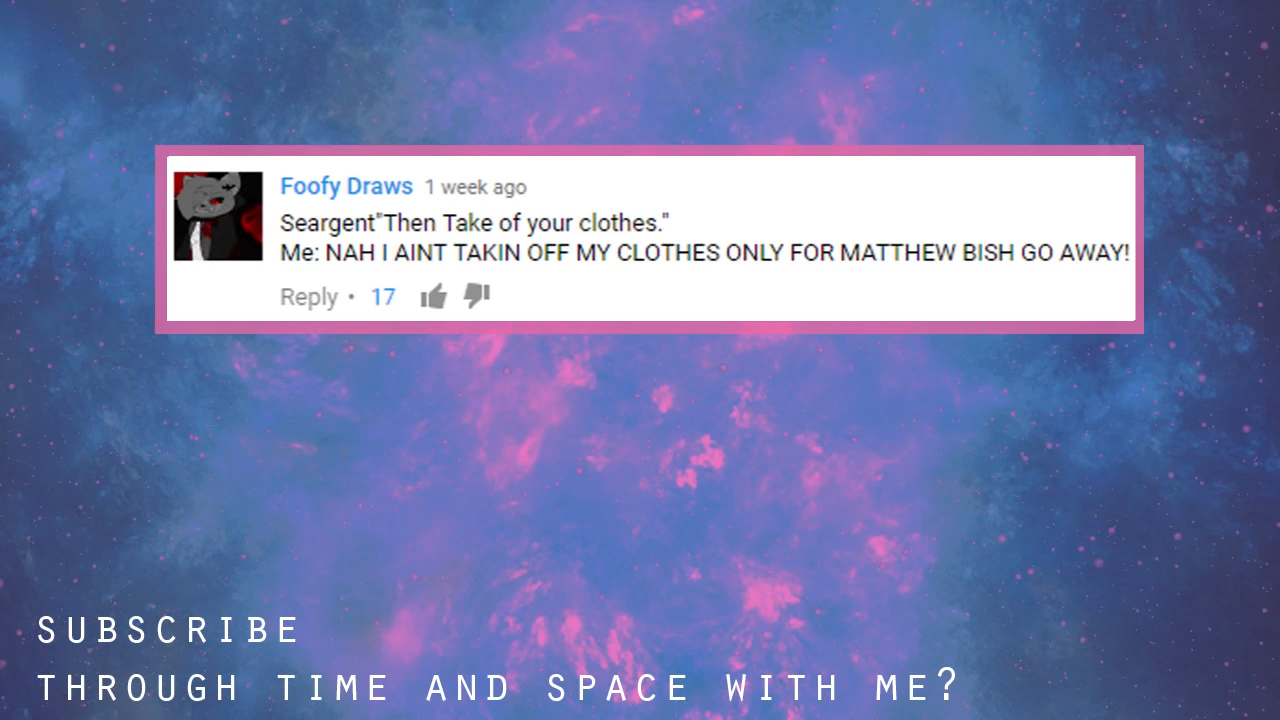 Foofy Draws 1 week ago
Seargent"Then Take of your clothes."
Me: NAH I AINT TAKIN OFF MY CLOTHES ONLY FOR MATTHEW BISH GO AWAY!
Reply • 17
SUBSCRIBE
THROUGH TIME AND SPACE WITH ME?